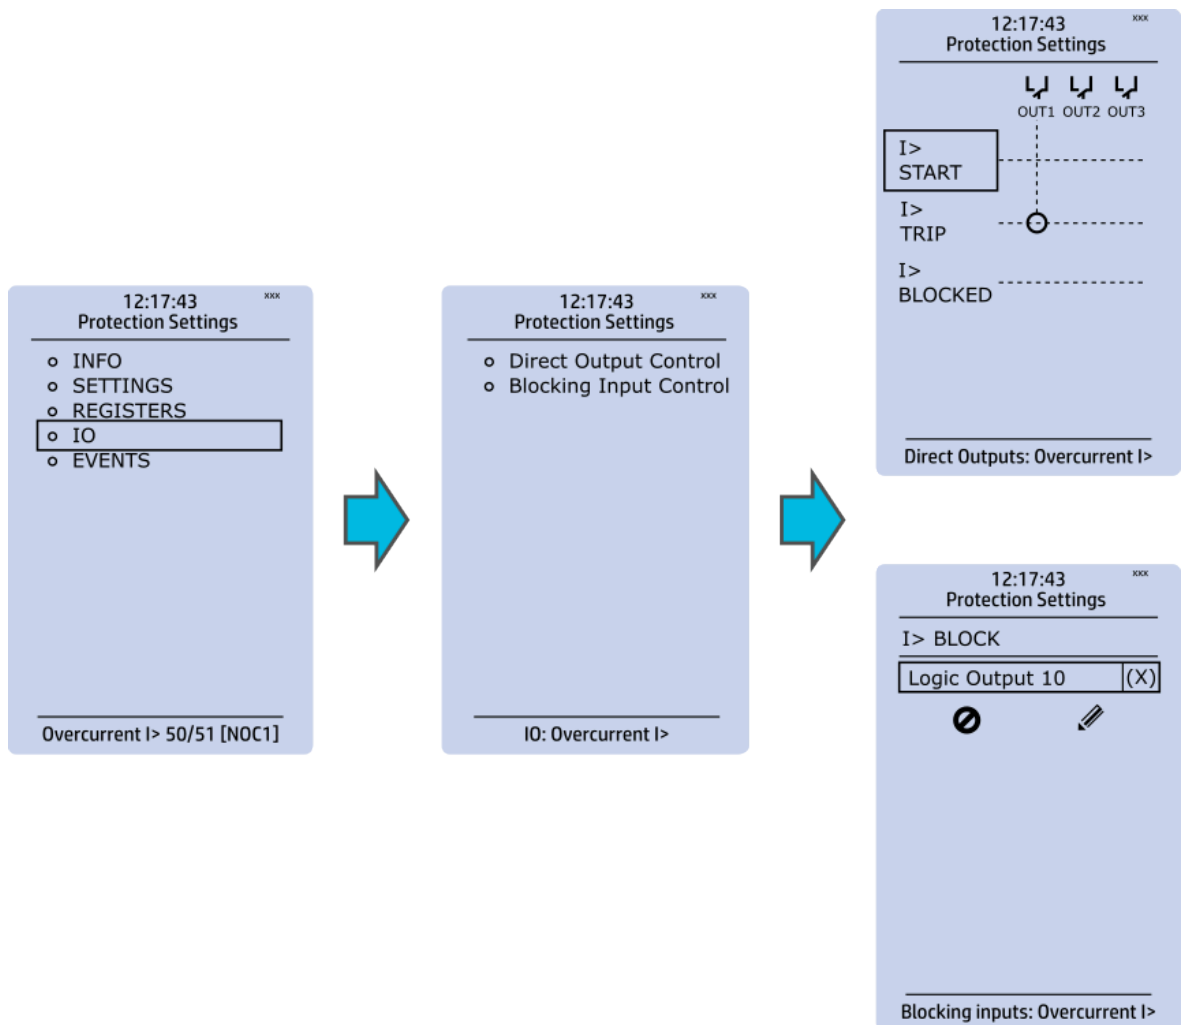 12:17:43 xxx
Protection Settings
INFO
SETTINGS
REGISTERS
IO
EVENTS
Overcurrent I> 50/51 [NOC1]
12:17:43 xxx
Protection Settings
Direct Output Control
Blocking Input Control
IO: Overcurrent I>
12:17:43 xxx
Protection Settings
OUT1 OUT2 OUT3
I>
START
I>
TRIP
I>
BLOCKED
Direct Outputs: Overcurrent I>
12:17:43 xxx
Protection Settings
I> BLOCK
Logic Output 10 (X)
Blocking inputs: Overcurrent I>